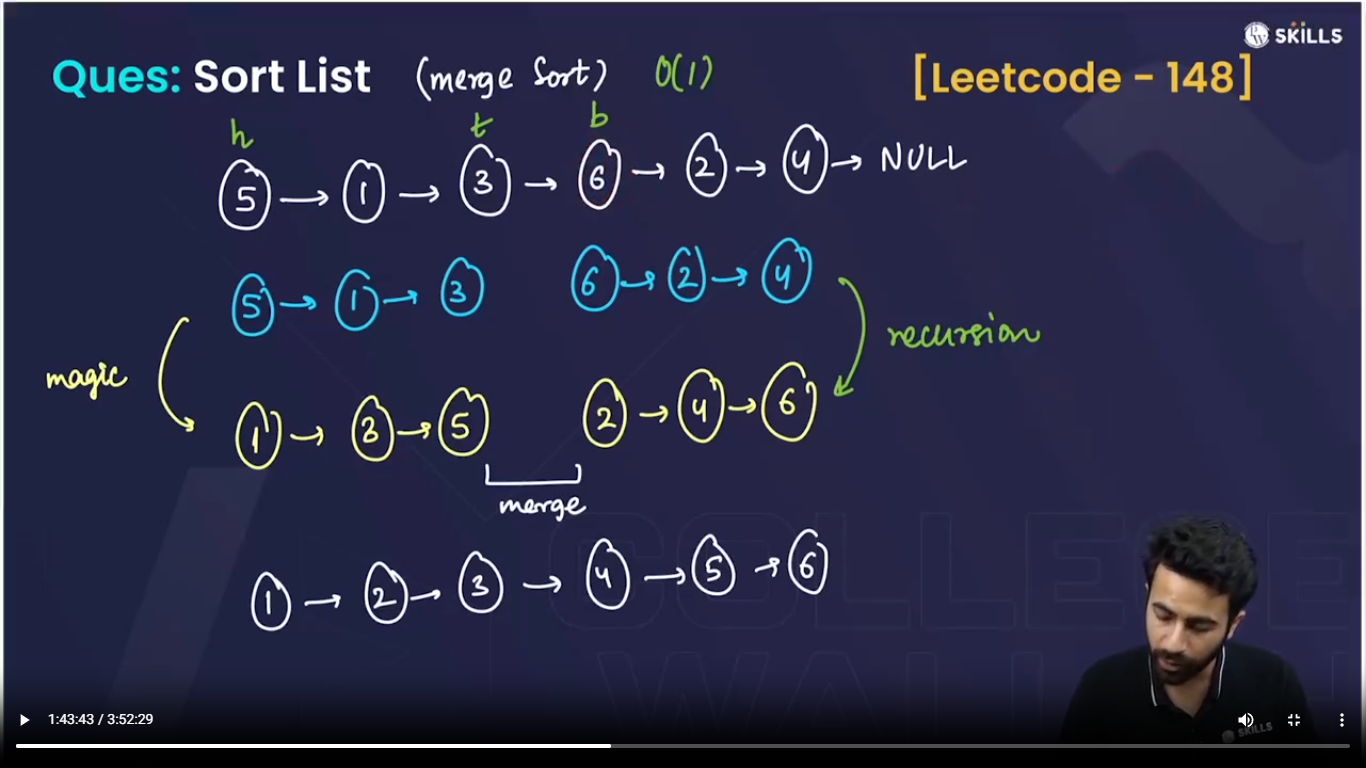 SKILLS
Ques: Sort List (merge Sort) O(1) [Leetcode - 148]
h t b
5 → 1 → 3 → 6 → 2 → 4 → NULL
5 → 1 → 3 6 → 2 → 4
recursion
magic
1 → 3 → 5 2 → 4 → 6
merge
1 → 2 → 3 → 4 → 5 → 6
COLLEGE
WALLAH
1:43:43 / 3:52:29
SKILLS